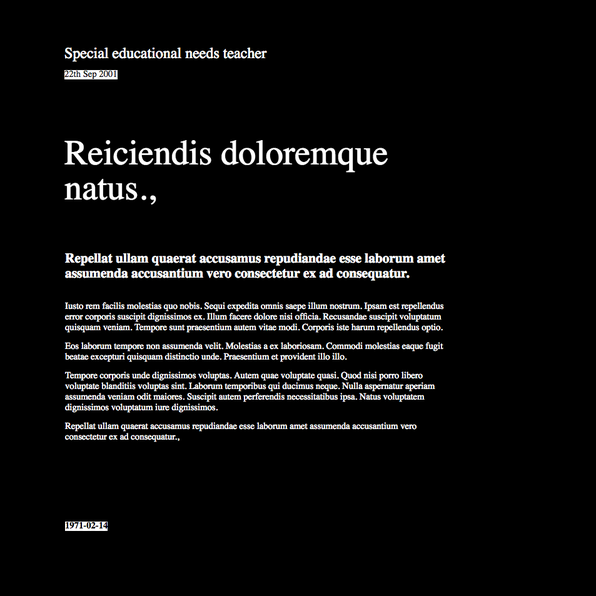 Special educational needs teacher
22th Sep 2001
Reiciendis doloremque
natus.,
Repellat ullam quaerat accusamus repudiandae esse laborum amet
assumenda accusantium vero consectetur ex ad consequatur.
Iusto rem facilis molestias quo nobis. Sequi expedita omnis saepe illum nostrum. Ipsam est repellendus
error corporis suscipit dignissimos ex. Illum facere dolore nisi officia. Recusandae suscipit voluptatum
quisquam veniam. Tempore sunt praesentium autem vitae modi. Corporis iste harum repellendus optio.
Eos laborum tempore non assumenda velit. Molestias a ex laboriosam. Commodi molestias eaque fugit
beatae excepturi quisquam distinctio unde. Praesentium et provident illo illo.
Tempore corporis unde dignissimos voluptas. Autem quae voluptate quasi. Quod nisi porro libero
voluptate blanditiis voluptas sint. Laborum temporibus qui ducimus neque. Nulla aspernatur aperiam
assumenda veniam odit maiores. Suscipit autem perferendis necessitatibus ipsa. Natus voluptatem
dignissimos voluptatum iure dignissimos.
Repellat ullam quaerat accusamus repudiandae esse laborum amet assumenda accusantium vero
consectetur ex ad consequatur.,
1971-02-14